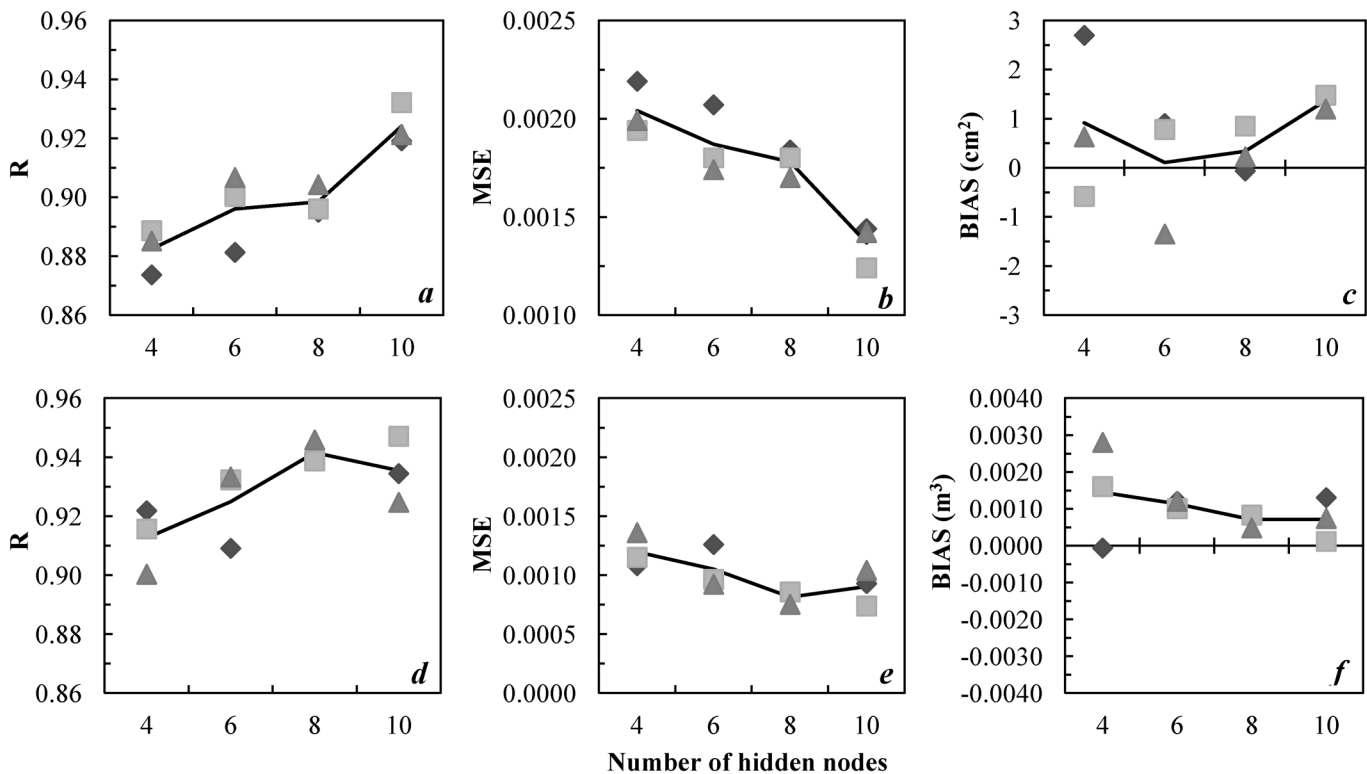 0.96
0.94
0.92
0.90
0.88
0.86
R
4 6 8 10
a
0.0025
0.0020
0.0015
0.0010
MSE
4 6 8 10
b
3
2
1
0
-1
-2
-3
BIAS (cm²)
4 6 8 10
c
0.96
0.94
0.92
0.90
0.88
0.86
R
4 6 8 10
d
0.0025
0.0020
0.0015
0.0010
0.0005
0.0000
MSE
4 6 8 10
e
0.0040
0.0030
0.0020
0.0010
0.0000
-0.0010
-0.0020
-0.0030
-0.0040
BIAS (m³)
4 6 8 10
f
Number of hidden nodes